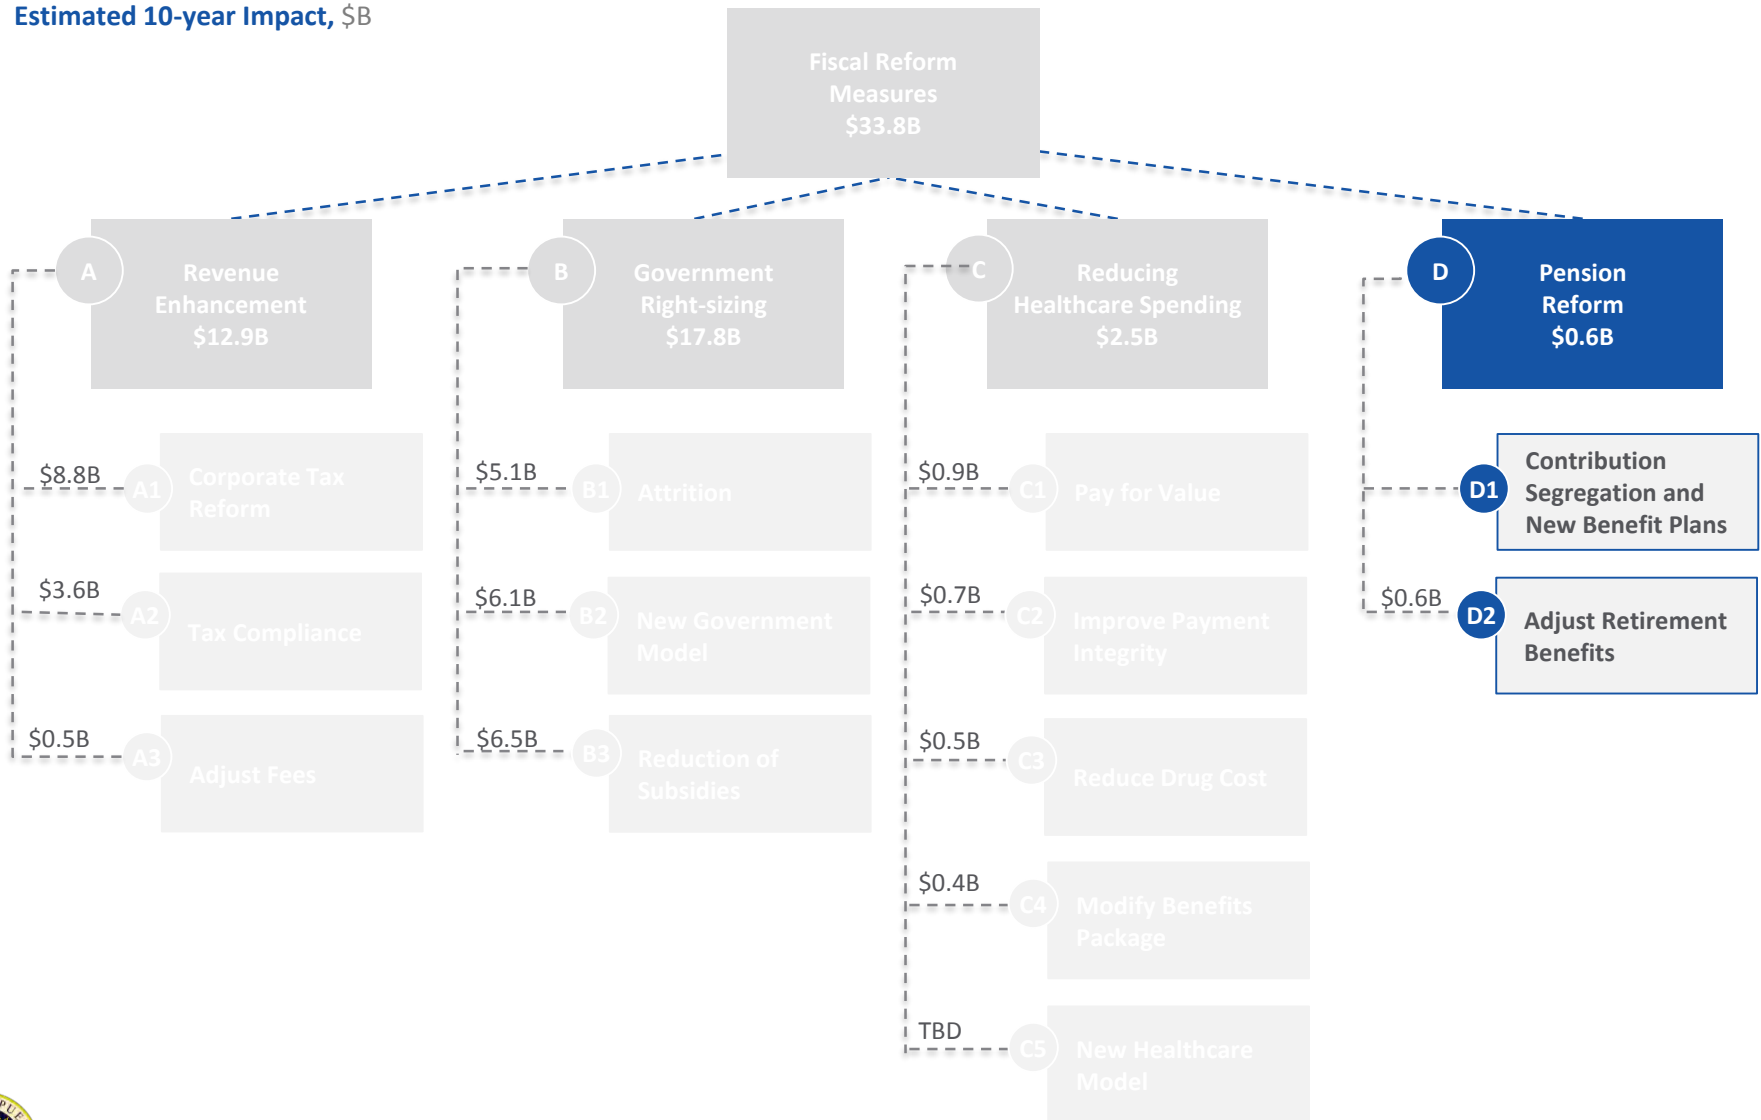 Estimated 10-year Impact, $B
Fiscal Reform
Measures
$33.8B
A
Revenue
Enhancement
$12.9B
$8.8B
A1
Corporate Tax
Reform
$3.6B
A2
Tax Compliance
$0.5B
A3
Adjust Fees
B
Government
Right-sizing
$17.8B
$5.1B
B1
Attrition
$6.1B
B2
New Government
Model
$6.5B
B3
Reduction of
Subsidies
C
Reducing
Healthcare Spending
$2.5B
$0.9B
C1
Pay for Value
$0.7B
C2
Improve Payment
Integrity
$0.5B
C3
Reduce Drug Cost
$0.4B
C4
Modify Benefits
Package
TBD
C5
New Healthcare
Model
D
Pension
Reform
$0.6B
D1
Contribution
Segregation and
New Benefit Plans
$0.6B
D2
Adjust Retirement
Benefits